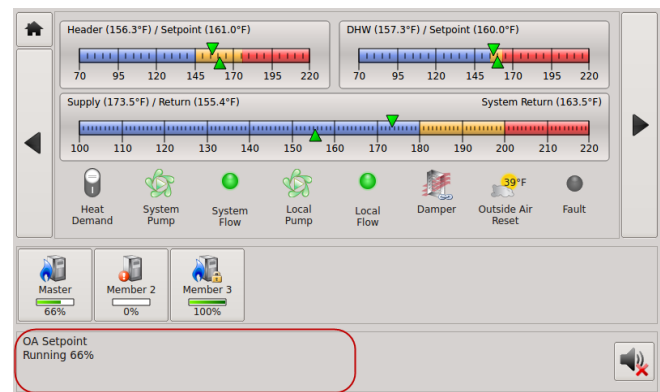 Header (156.3°F) / Setpoint (161.0°F)
70 95 120 145 170 195 220
DHW (157.3°F) / Setpoint (160.0°F)
70 95 120 145 170 195 220
Supply (173.5°F) / Return (155.4°F) System Return (163.5°F)
100 110 120 130 140 150 160 170 180 190 200 210 220
39°F
Heat
Demand
System
Pump
System
Flow
Local
Pump
Local
Flow
Damper
Outside Air
Reset
Fault
Master
66%
Member 2
0%
Member 3
100%
OA Setpoint
Running 66%